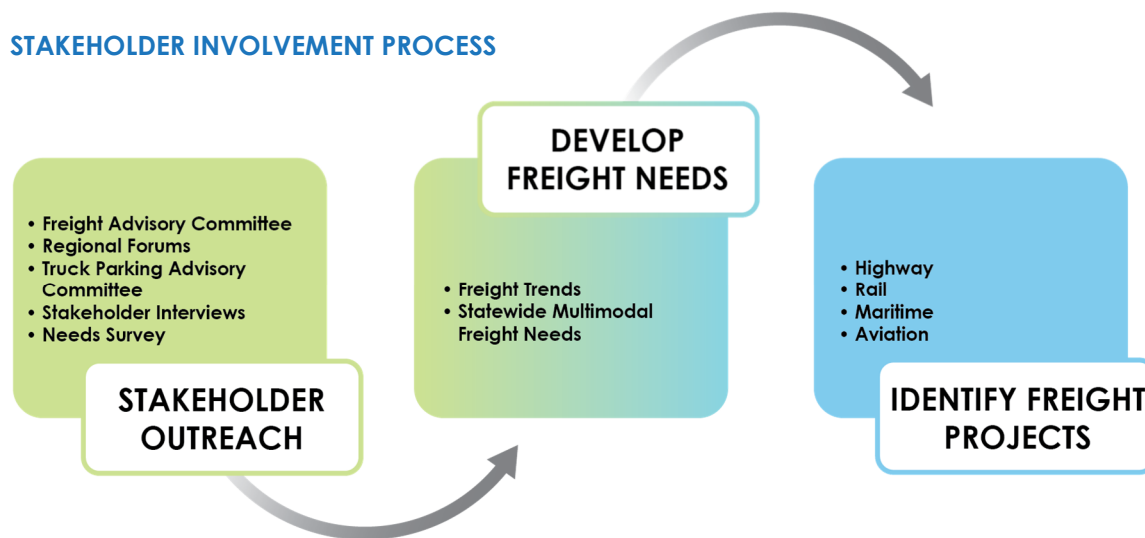 STAKEHOLDER INVOLVEMENT PROCESS
• Freight Advisory Committee
• Regional Forums
• Truck Parking Advisory
Committee
• Stakeholder Interviews
• Needs Survey
STAKEHOLDER
OUTREACH
DEVELOP
FREIGHT NEEDS
• Freight Trends
• Statewide Multimodal
Freight Needs
• Highway
• Rail
• Maritime
• Aviation
IDENTIFY FREIGHT
PROJECTS